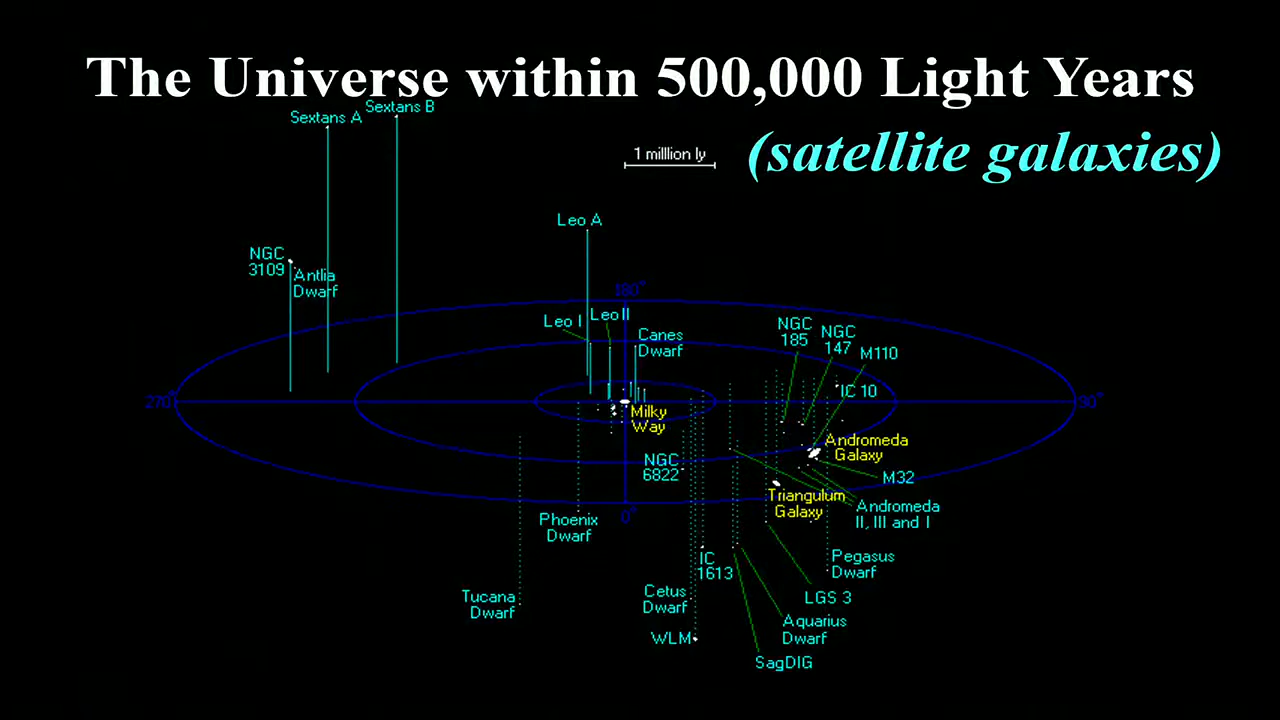 The Universe within 500,000 Light Years
(satellite galaxies)
1 milllion ly
Sextans A
Sextans B
Leo A
NGC
3109
Antlia
Dwarf
180°
Leo I
Leo II
Canes
Dwarf
NGC
185
NGC
147
M110
IC 10
270°
90°
Milky
Way
Andromeda
Galaxy
NGC
6822
M32
Triangulum
Galaxy
Andromeda
II, III and I
Phoenix
Dwarf
0°
IC
1613
Pegasus
Dwarf
Tucana
Dwarf
Cetus
Dwarf
LGS 3
WLM
Aquarius
Dwarf
SagDIG